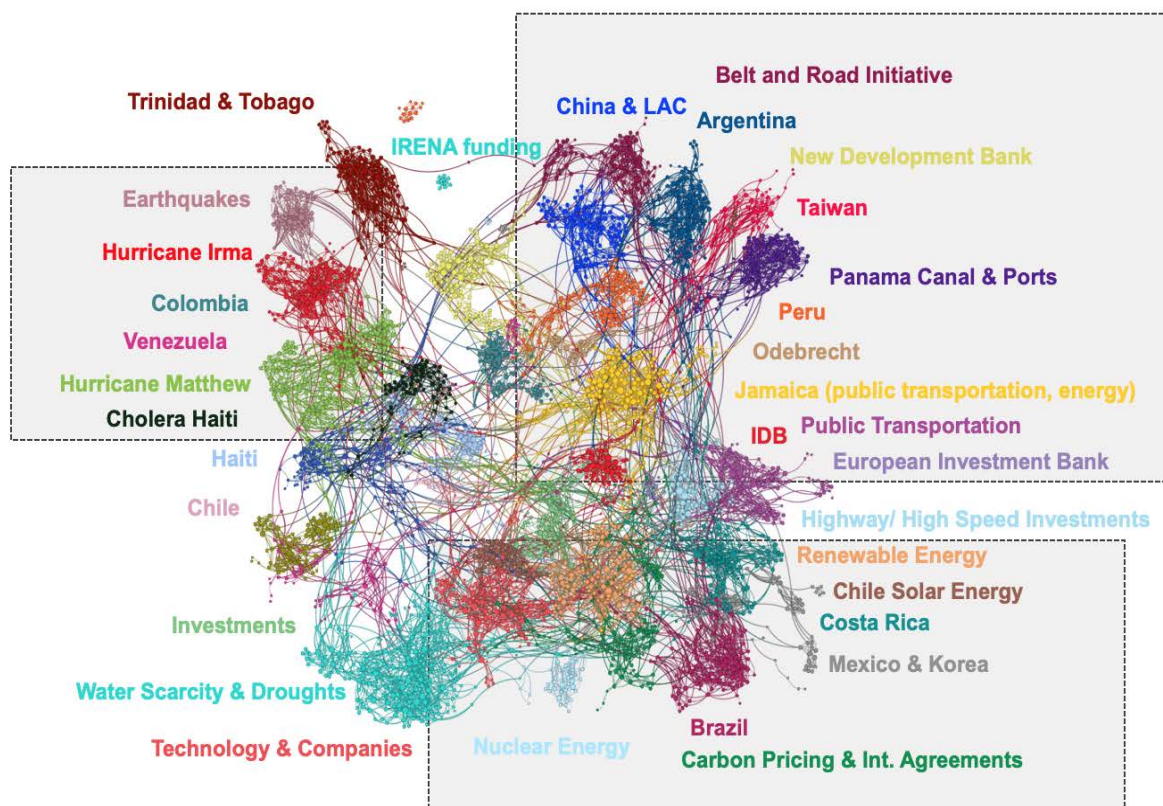 Belt and Road Initiative
Trinidad & Tobago
China & LAC
Argentina
IRENA funding
New Development Bank
Earthquakes
Taiwan
Hurricane Irma
Panama Canal & Ports
Colombia
Peru
Venezuela
Odebrecht
Hurricane Matthew
Jamaica (public transportation, energy)
Cholera Haiti
IDB
Public Transportation
Haiti
European Investment Bank
Chile
Highway/ High Speed Investments
Renewable Energy
Chile Solar Energy
Investments
Costa Rica
Mexico & Korea
Water Scarcity & Droughts
Brazil
Technology & Companies
Nuclear Energy
Carbon Pricing & Int. Agreements